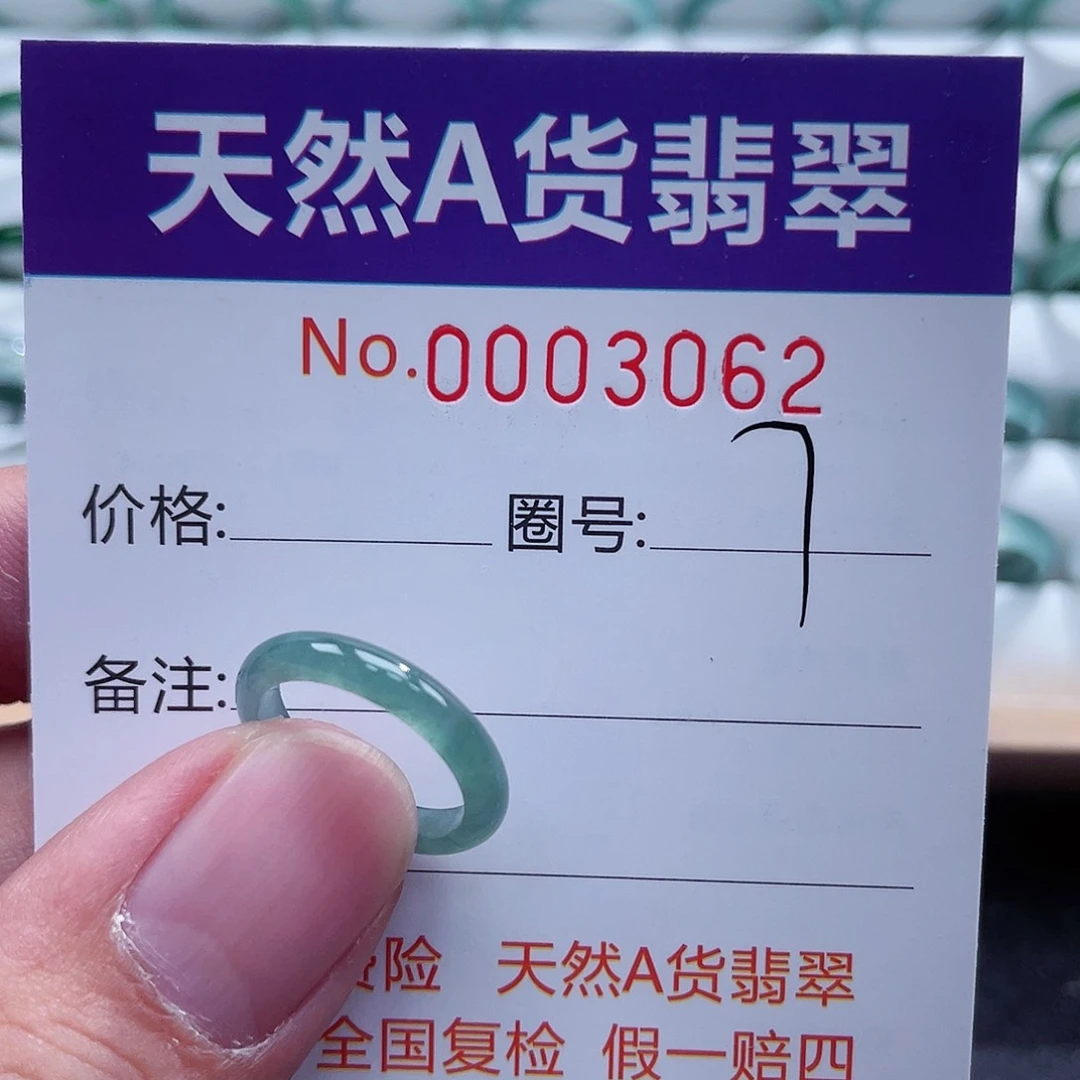 天然A货翡翠
No.0003062
价格: 圈号: 7
备注:
险 天然A货翡翠
全国复检 假一赔四